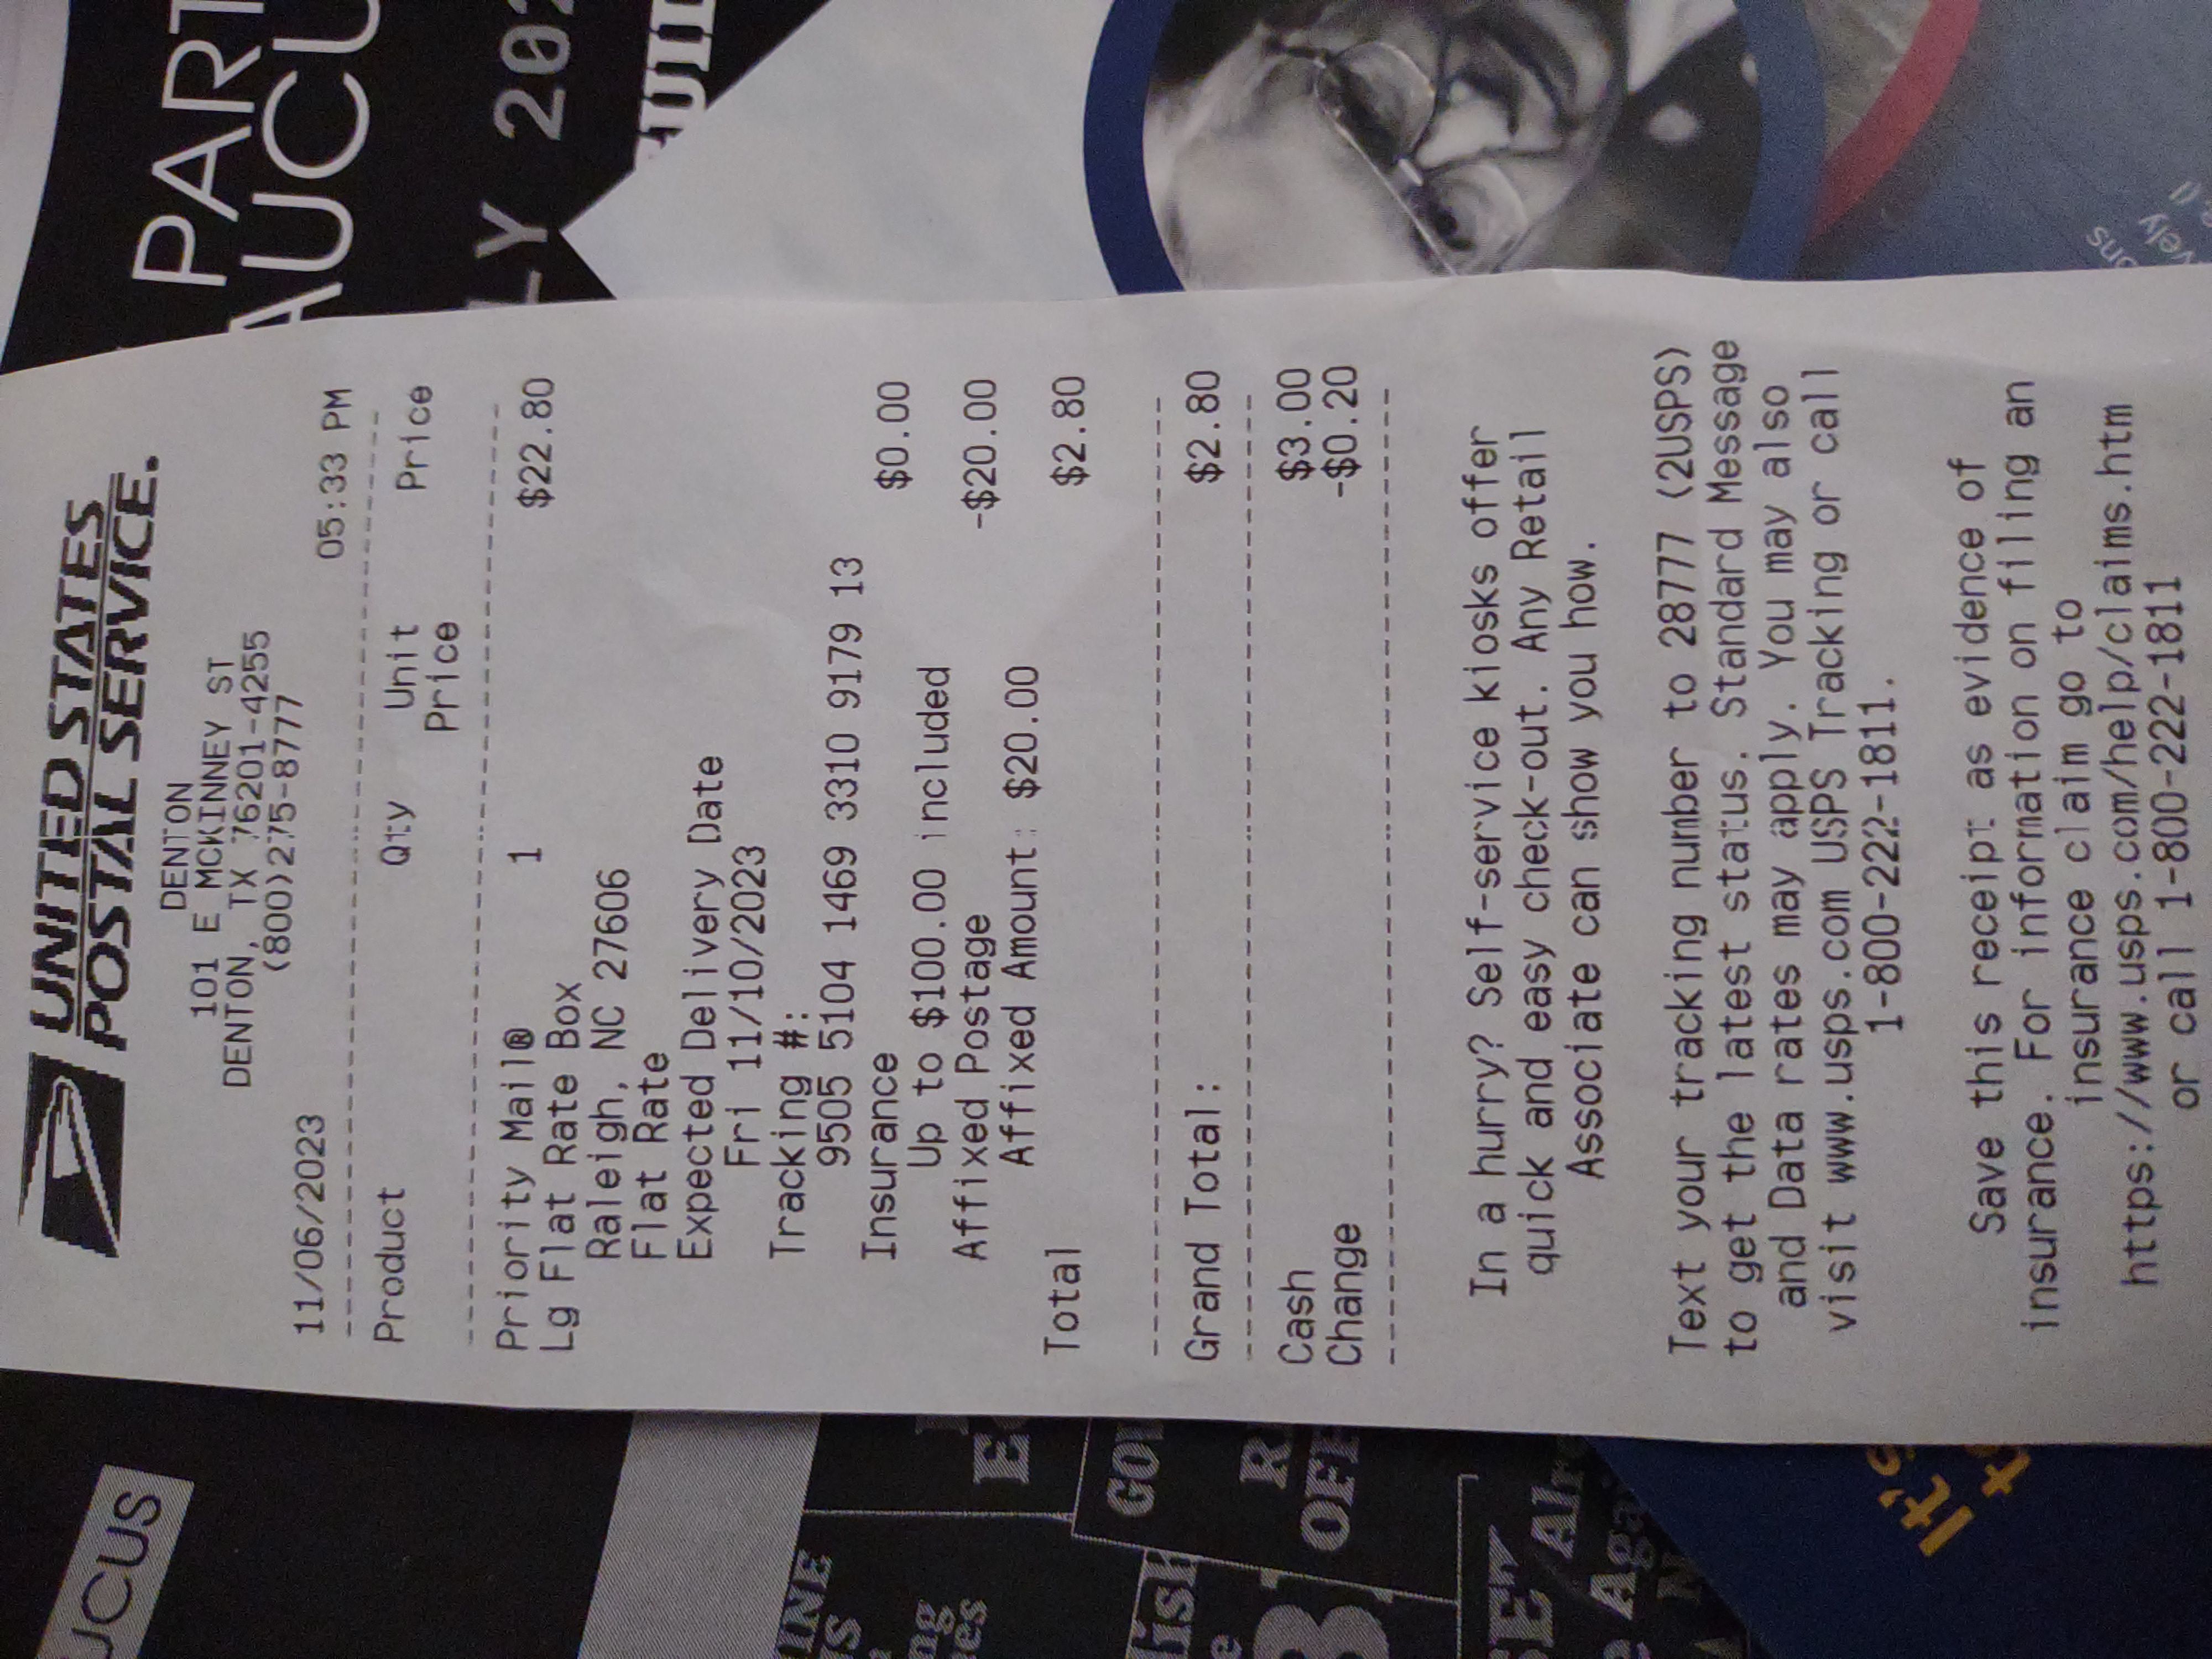 UNITED STATES
POSTAL SERVICE.
DENTON
101 E MCKINNEY ST
DENTON, TX 76201-4255
(800)275-8777
11/06/2023 05:33 PM
Product Qty Unit Price
Price
Priority Mail® 1 $22.80
Lg Flat Rate Box
Raleigh, NC 27606
Flat Rate
Expected Delivery Date
Fri 11/10/2023
Tracking #:
9505 5104 1469 3310 9179 13
Insurance $0.00
Up to $100.00 included
Affixed Postage -$20.00
Affixed Amount: $20.00
Total $2.80
Grand Total: $2.80
Cash $3.00
Change -$0.20
In a hurry? Self-service kiosks offer
quick and easy check-out. Any Retail
Associate can show you how.
Text your tracking number to 28777 (2USPS)
to get the latest status. Standard Message
and Data rates may apply. You may also
visit www.usps.com USPS Tracking or call
1-800-222-1811.
Save this receipt as evidence of
insurance. For information on filing an
insurance claim go to
https://www.usps.com/help/claims.htm
or call 1-800-222-1811
PART
AUCU
LY 202
UCUS
It's